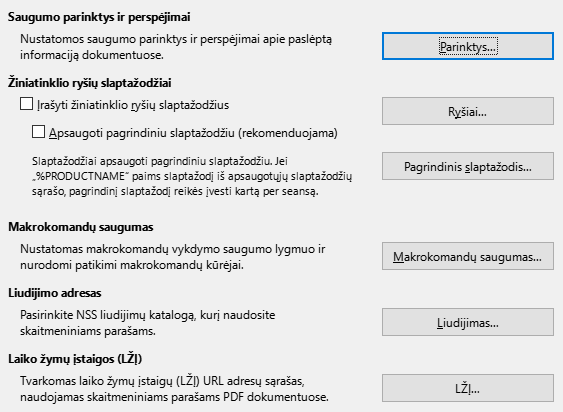 Saugumo parinktys ir perspėjimai
Nustatomos saugumo parinktys ir perspėjimai apie paslėptą
informaciją dokumentuose.
Parinktys...
Žiniatinklio ryšių slaptažodžiai
Įrašyti žiniatinklio ryšių slaptažodžius
Ryšiai...
Apsaugoti pagrindiniu slaptažodžiu (rekomenduojama)
Slaptažodžiai apsaugoti pagrindiniu slaptažodžiu. Jei
„%PRODUCTNAME“ paims slaptažodį iš apsaugotųjų slaptažodžių
sąrašo, pagrindinį slaptažodį reikės įvesti kartą per seansą.
Pagrindinis slaptažodis...
Makrokomandų saugumas
Nustatomas makrokomandų vykdymo saugumo lygmuo ir
nurodomi patikimi makrokomandų kūrėjai.
Makrokomandų saugumas...
Liudijimo adresas
Pasirinkite NSS liudijimų katalogą, kurį naudosite
skaitmeniniams parašams.
Liudijimas...
Laiko žymų įstaigos (LŽĮ)
Tvarkomas laiko žymų įstaigų (LŽĮ) URL adresų sąrašas,
naudojamas skaitmeniniams parašams PDF dokumentuose.
LŽĮ...